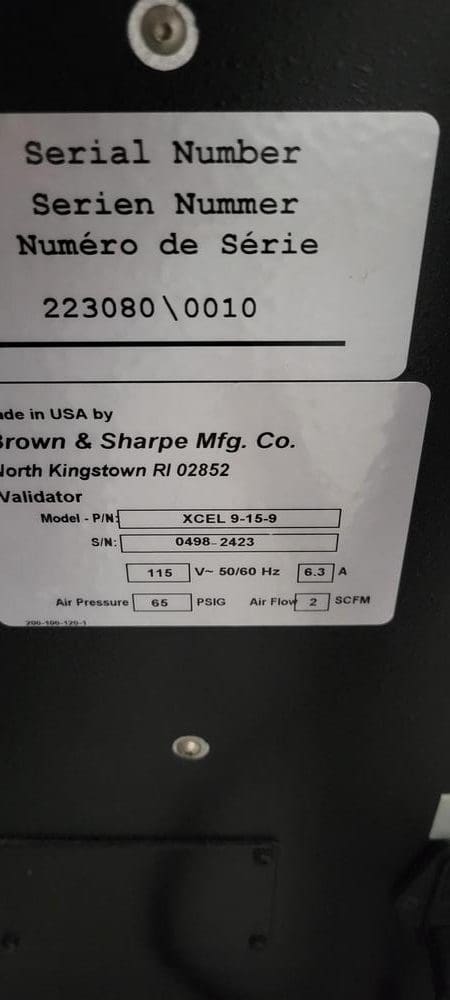 Serial Number
Serien Nummer
Numéro de Série
223080\0010
ade in USA by
Brown & Sharpe Mfg. Co.
North Kingstown RI 02852
Validator
Model - P/N: XCEL 9-15-9
S/N: 0498-2423
115 V~ 50/60 Hz 6.3 A
Air Pressure 65 PSIG Air Flow 2 SCFM